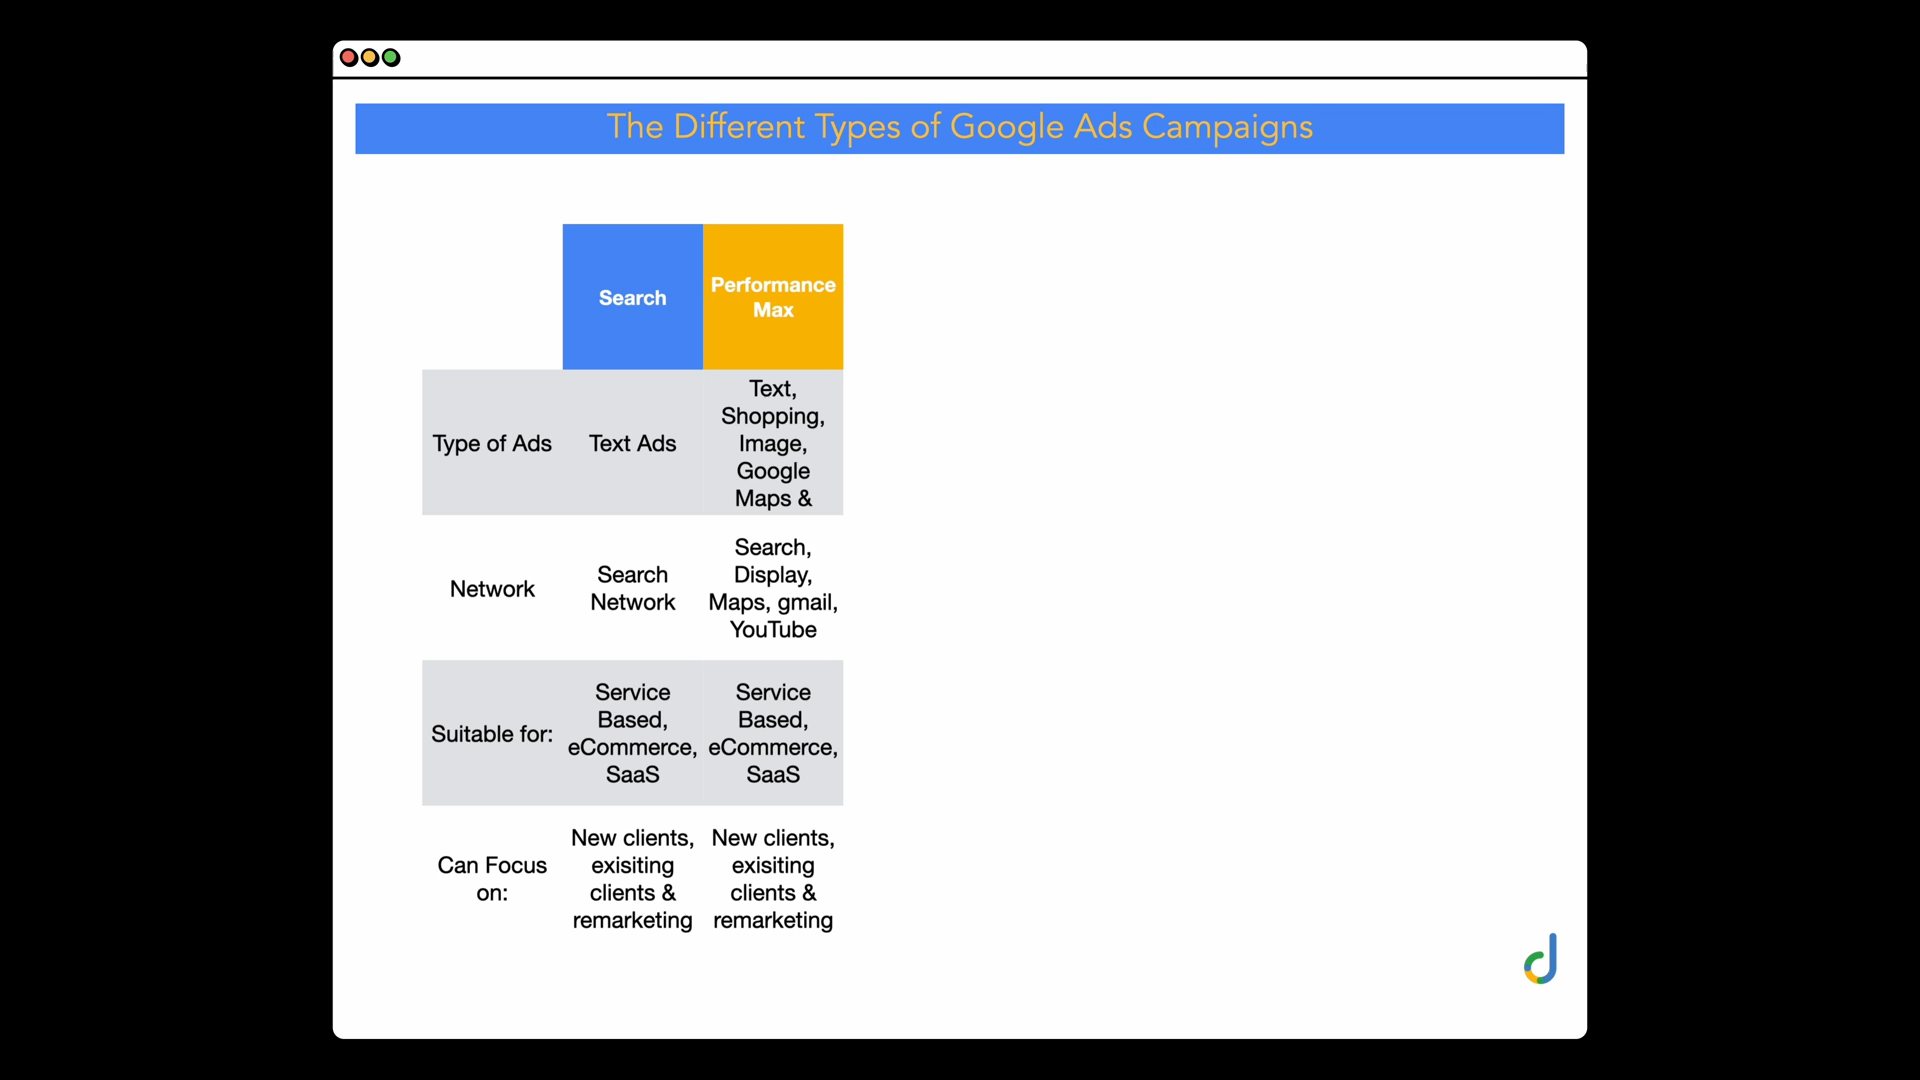 The Different Types of Google Ads Campaigns
Search
Performance
Max
Type of Ads
Text Ads
Text,
Shopping,
Image,
Google
Maps &
Network
Search
Network
Search,
Display,
Maps, gmail,
YouTube
Suitable for:
Service
Based,
eCommerce,
SaaS
Service
Based,
eCommerce,
SaaS
Can Focus
on:
New clients,
exisiting
clients &
remarketing
New clients,
exisiting
clients &
remarketing